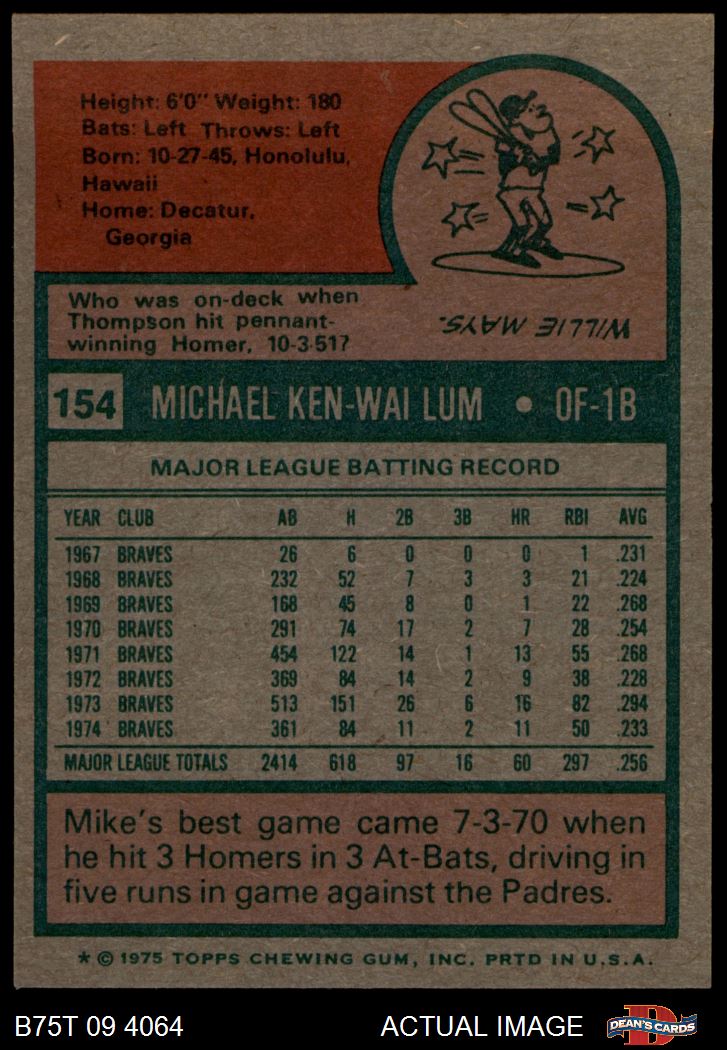 Height: 6'0" Weight: 180
Bats: Left Throws: Left
Born: 10-27-45, Honolulu,
Hawaii
Home: Decatur,
Georgia
Who was on-deck when
Thompson hit pennant-
winning Homer, 10-3-51?
WILLIE MAYS.
154 MICHAEL KEN-WAI LUM • OF-1B
MAJOR LEAGUE BATTING RECORD
YEAR CLUB AB H 2B 3B HR RBI AVG
1967 BRAVES 26 6 0 0 0 1 .231
1968 BRAVES 232 52 7 3 3 21 .224
1969 BRAVES 168 45 8 0 1 22 .268
1970 BRAVES 291 74 17 2 7 28 .254
1971 BRAVES 454 122 14 1 13 55 .268
1972 BRAVES 369 84 14 2 9 38 .228
1973 BRAVES 513 151 26 6 16 82 .294
1974 BRAVES 361 84 11 2 11 50 .233
MAJOR LEAGUE TOTALS 2414 618 97 16 60 297 .256
Mike's best game came 7-3-70 when
he hit 3 Homers in 3 At-Bats, driving in
five runs in game against the Padres.
* © 1975 TOPPS CHEWING GUM, INC. PRTD IN U.S.A.
B75T 09 4064 ACTUAL IMAGE D DEAN'S CARDS